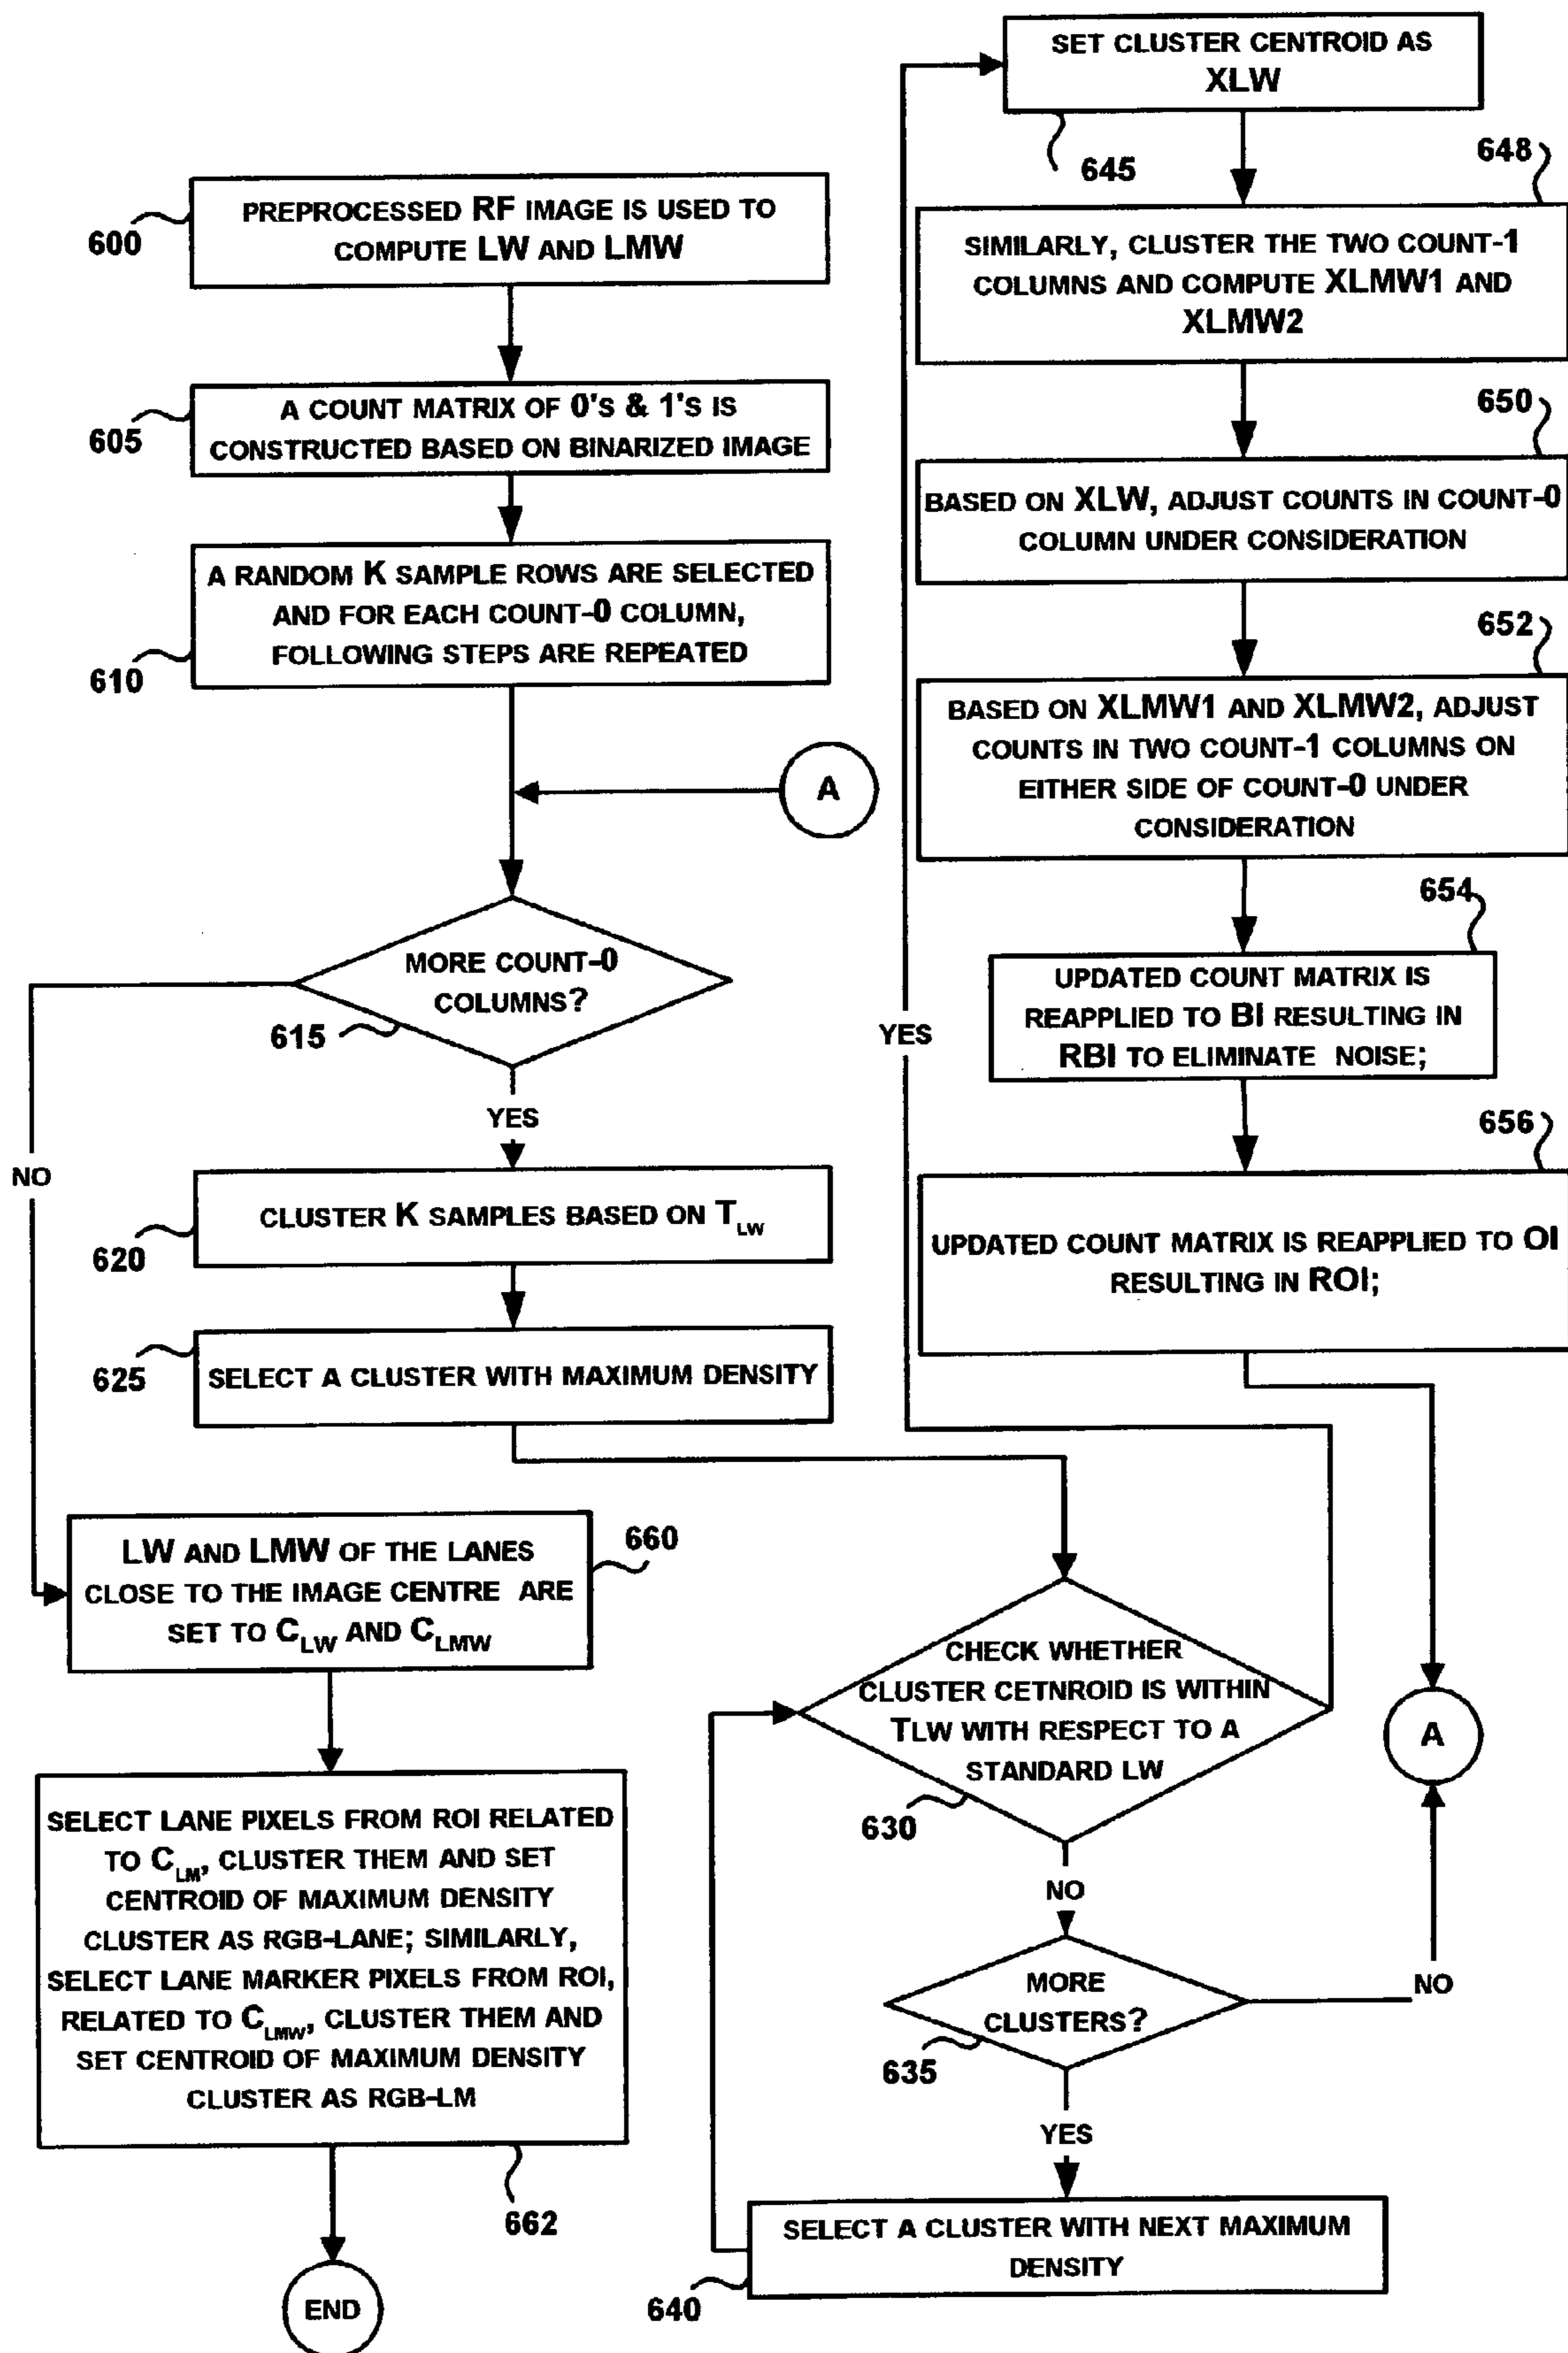 600
PREPROCESSED RF IMAGE IS USED TO
COMPUTE LW AND LMW
605
A COUNT MATRIX OF 0'S & 1'S IS
CONSTRUCTED BASED ON BINARIZED IMAGE
610
A RANDOM K SAMPLE ROWS ARE SELECTED
AND FOR EACH COUNT-0 COLUMN,
FOLLOWING STEPS ARE REPEATED
A
MORE COUNT-0
COLUMNS?
615
YES
NO
620
CLUSTER K SAMPLES BASED ON T_LW
625
SELECT A CLUSTER WITH MAXIMUM DENSITY
CHECK WHETHER
CLUSTER CETNROID IS WITHIN
TLW WITH RESPECT TO A
STANDARD LW
630
NO
MORE
CLUSTERS?
635
NO
YES
SELECT A CLUSTER WITH NEXT MAXIMUM
DENSITY
640
YES
SET CLUSTER CENTROID AS
XLW
645
648
SIMILARLY, CLUSTER THE TWO COUNT-1
COLUMNS AND COMPUTE XLMW1 AND
XLMW2
650
BASED ON XLW, ADJUST COUNTS IN COUNT-0
COLUMN UNDER CONSIDERATION
652
BASED ON XLMW1 AND XLMW2, ADJUST
COUNTS IN TWO COUNT-1 COLUMNS ON
EITHER SIDE OF COUNT-0 UNDER
CONSIDERATION
654
UPDATED COUNT MATRIX IS
REAPPLIED TO BI RESULTING IN
RBI TO ELIMINATE NOISE;
656
UPDATED COUNT MATRIX IS REAPPLIED TO OI
RESULTING IN ROI;
A
660
LW AND LMW OF THE LANES
CLOSE TO THE IMAGE CENTRE ARE
SET TO C_LW AND C_LMW
SELECT LANE PIXELS FROM ROI RELATED
TO C_LM, CLUSTER THEM AND SET
CENTROID OF MAXIMUM DENSITY
CLUSTER AS RGB-LANE; SIMILARLY,
SELECT LANE MARKER PIXELS FROM ROI,
RELATED TO C_LMW, CLUSTER THEM AND
SET CENTROID OF MAXIMUM DENSITY
CLUSTER AS RGB-LM
662
END